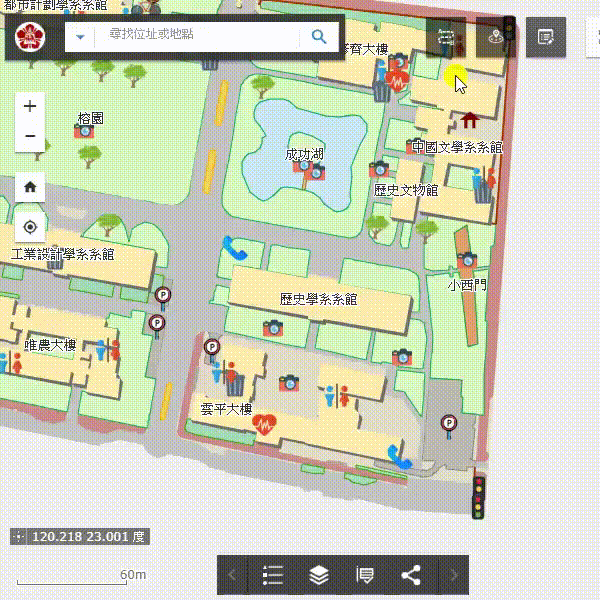 都市計劃學系系館
尋找位址或地點
修齊大樓
榕園
成功湖
中國文學系系館
歷史文物館
工業設計學系系館
小西門
歷史學系系館
唯農大樓
雲平大樓
P
P
P
P
120.218 23.001 度
60m